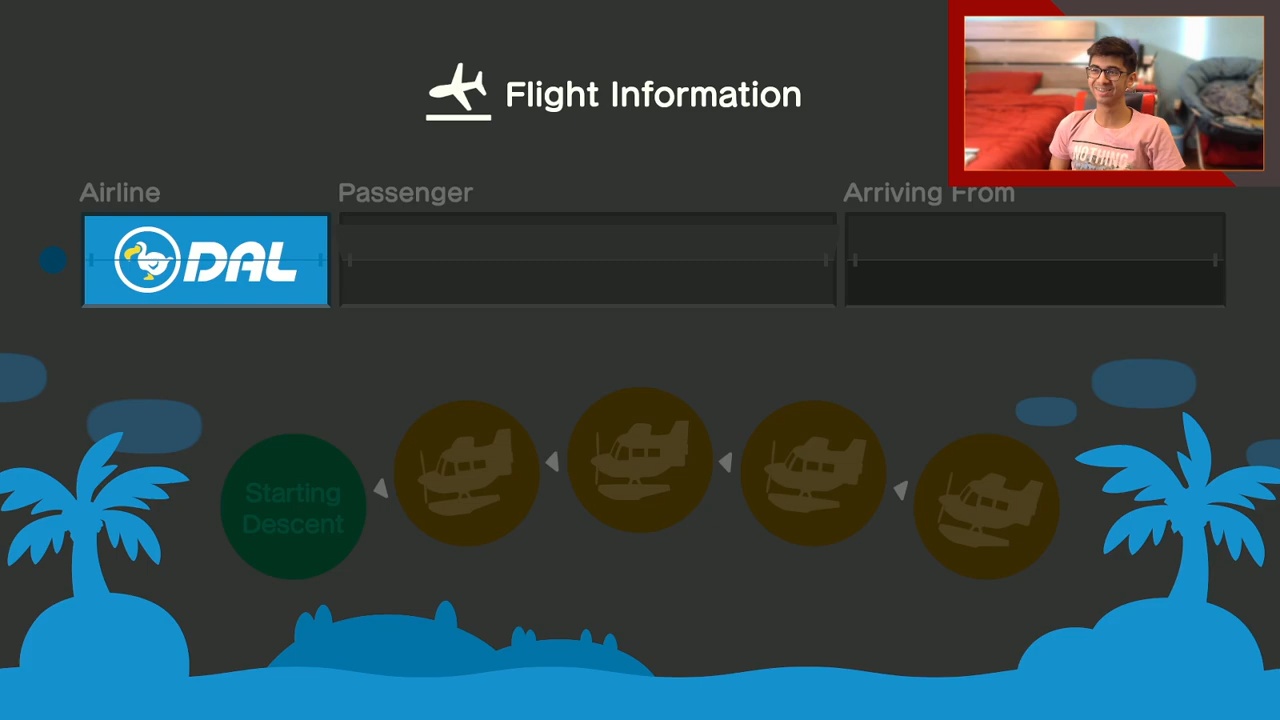 Flight Information
Airline
Passenger
Arriving From
DAL
Starting
Descent
NOTHING